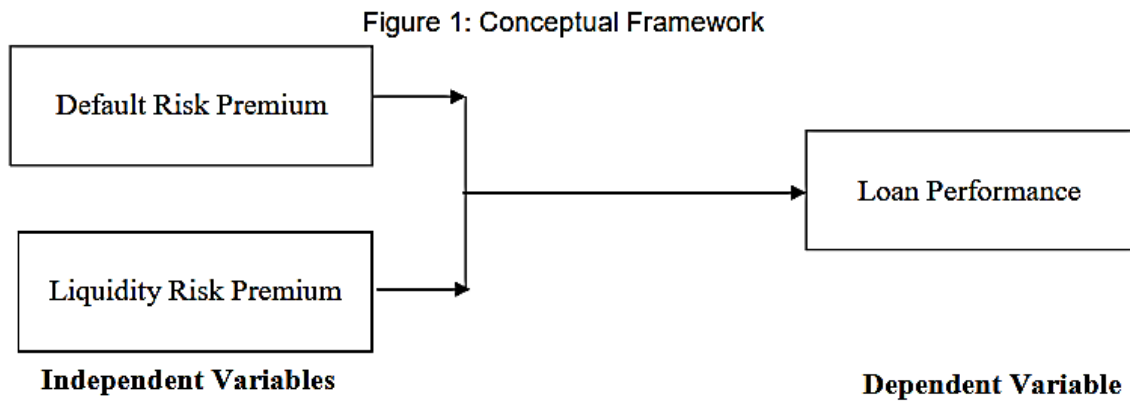 Figure 1: Conceptual Framework
Default Risk Premium
Loan Performance
Liquidity Risk Premium
Independent Variables
Dependent Variable